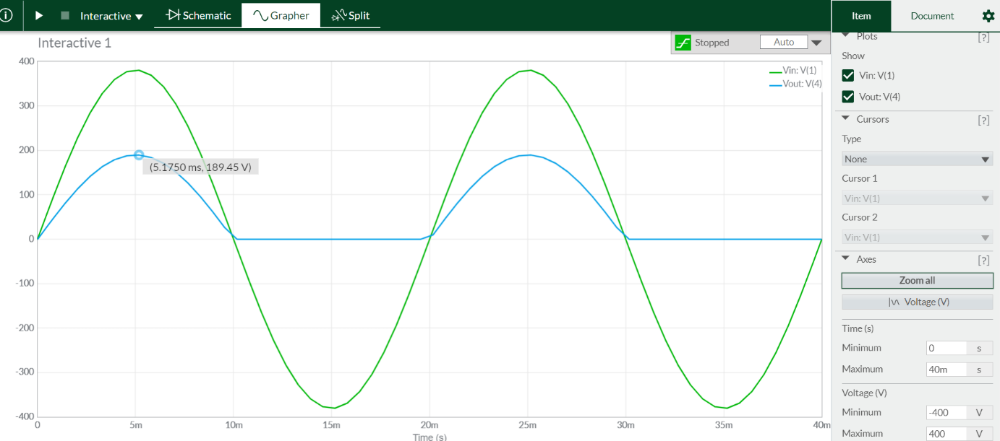 Interactive
Schematic
Grapher
Split
Item
Document
Interactive 1
Stopped
Auto
Vin: V(1)
Vout: V(4)
400
300
200
100
0
-100
-200
-300
-400
(5.1750 ms, 189.45 V)
0
5m
10m
15m
20m
25m
30m
35m
40m
Time (s)
Plots
[?]
Show
Vin: V(1)
Vout: V(4)
Cursors
[?]
Type
None
Cursor 1
Vin: V(1)
Cursor 2
Vin: V(1)
Axes
[?]
Zoom all
Voltage (V)
Time (s)
Minimum 0 s
Maximum 40m s
Voltage (V)
Minimum -400 V
Maximum 400 V